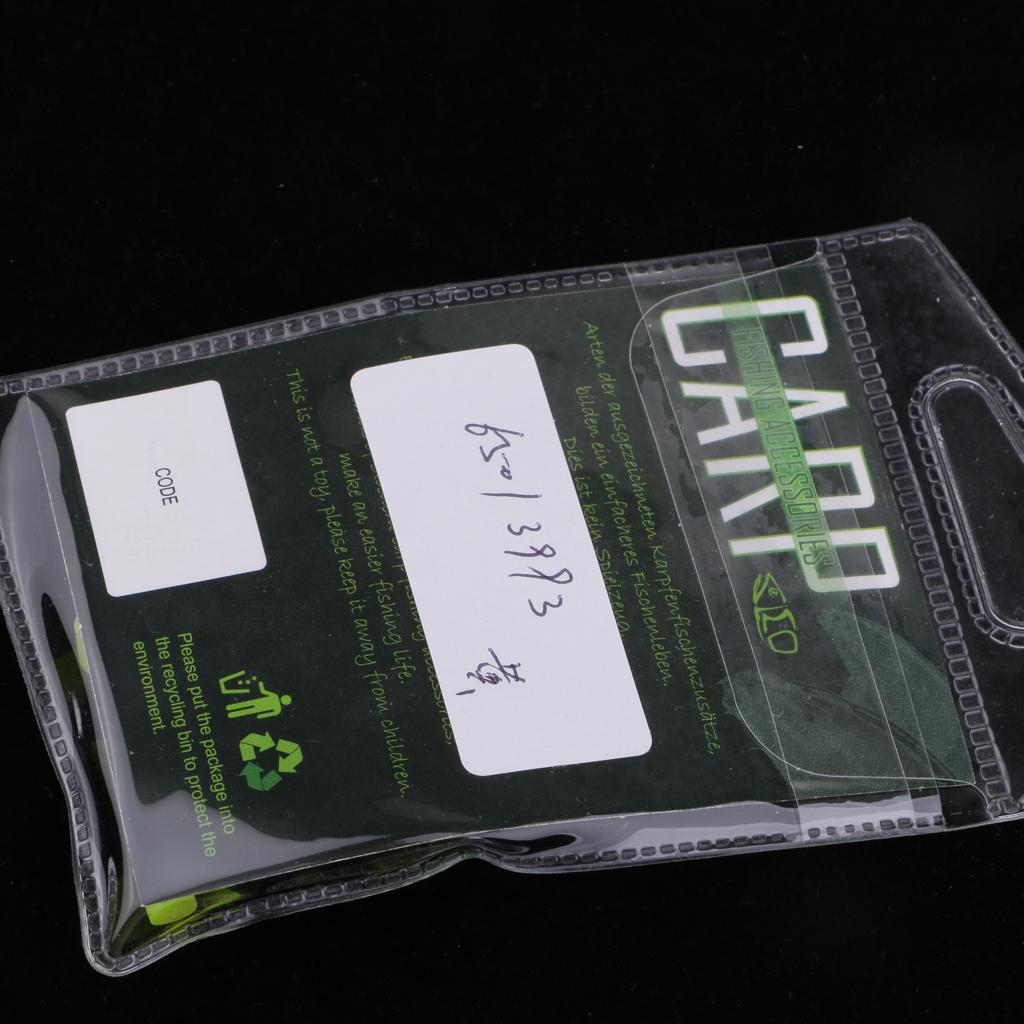 CARP
FISHING ACCESSORIES
Arten der ausgezeichneten Karpfenfischenzusätze,
bilden ein einfacheres Fischenleben.
Dies ist kein Spielzeug
make an easier fishing life.
This is not a toy please keep it away from children.
CODE
Please put the package into
the recycling bin to protect the
environment.